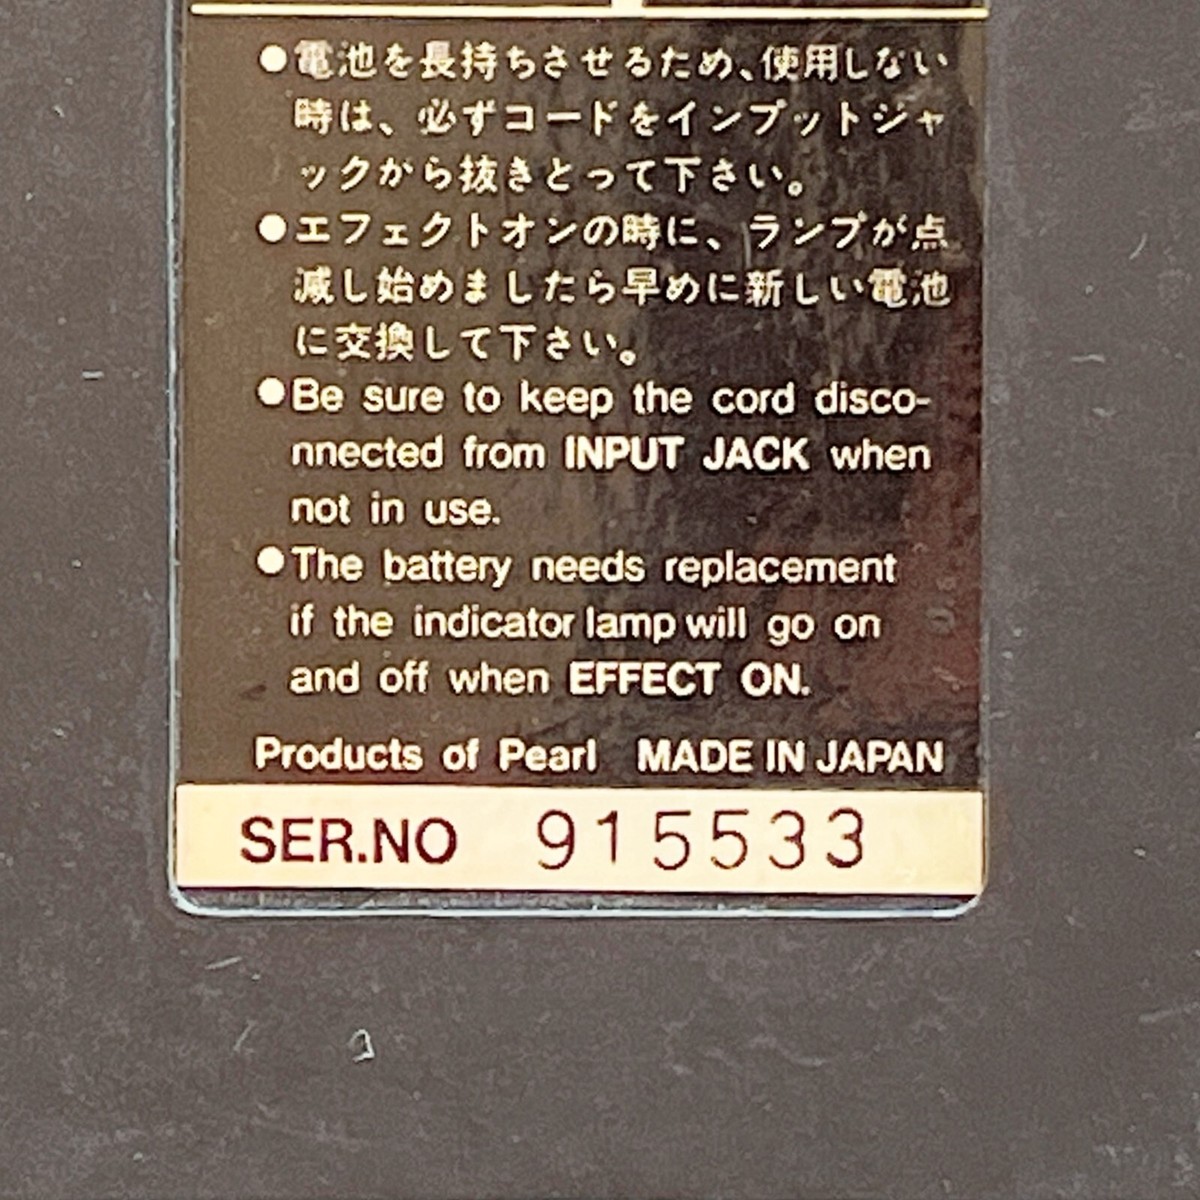 ●電池を長持ちさせるため、使用しない
時は、必ずコードをインプットジャ
ックから抜きとって下さい。
●エフェクトオンの時に、ランプが点
滅し始めましたら早めに新しい電池
に交換して下さい。
●Be sure to keep the cord disco-
nnected from INPUT JACK when
not in use.
●The battery needs replacement
if the indicator lamp will go on
and off when EFFECT ON.
Products of Pearl MADE IN JAPAN
SER.NO 915533